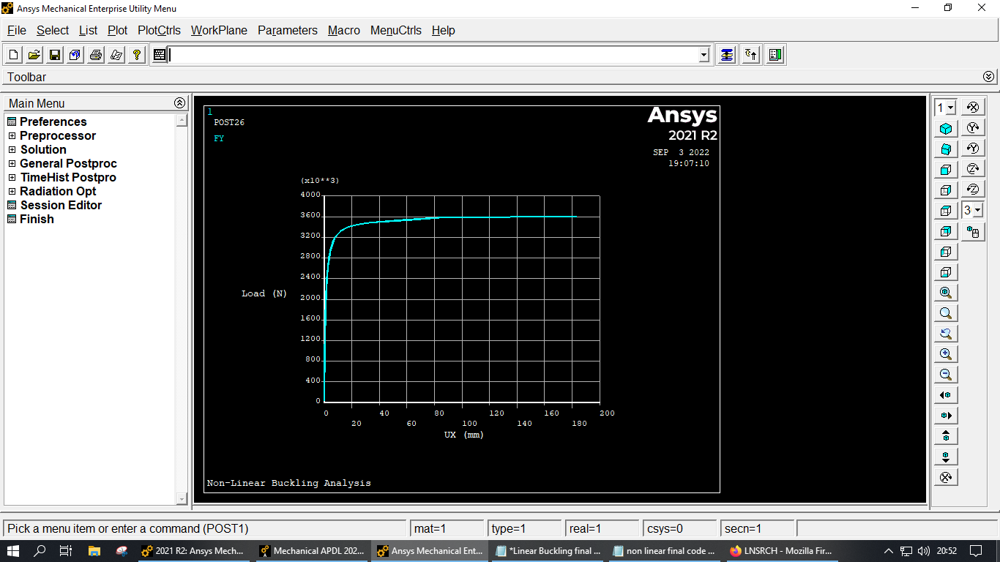 Ansys Mechanical Enterprise Utility Menu
File Select List Plot PlotCtrls WorkPlane Parameters Macro MenuCtrls Help
Toolbar
Main Menu
Preferences
Preprocessor
Solution
General Postproc
TimeHist Postpro
Radiation Opt
Session Editor
Finish
1
POST26
FY
Ansys
2021 R2
SEP 3 2022
19:07:10
(x10**3)
4000
3600
3200
2800
2400
2000
1600
1200
800
400
0
Load (N)
0 40 80 120 160 200
20 60 100 140 180
UX (mm)
Non-Linear Buckling Analysis
1
X
Y
Y
Z
Z
3
Pick a menu item or enter a command (POST1) mat=1 type=1 real=1 csys=0 secn=1
2021 R2: Ansys Mech... Mechanical APDL 202... Ansys Mechanical Ent... *Linear Buckling final ... non linear final code ... LNSRCH - Mozilla Fir... 20:52